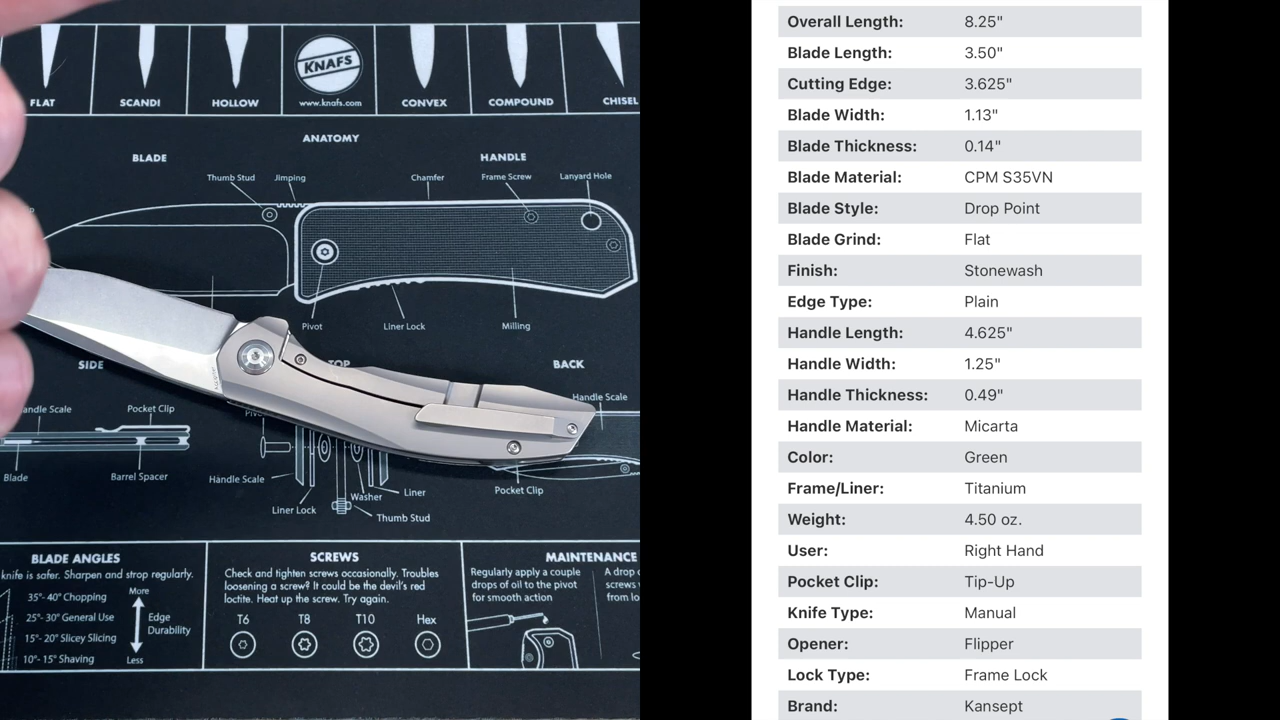 FLAT
SCANDI
HOLLOW
KNAFS
www.knafs.com
CONVEX
COMPOUND
CHISEL
ANATOMY
BLADE
HANDLE
Thumb Stud
Jimping
Chamfer
Frame Screw
Lanyard Hole
Pivot
Liner Lock
Milling
SIDE
TOP
BACK
Handle Scale
andle Scale
Pocket Clip
Blade
Barrel Spacer
Handle Scale
Liner Lock
Washer
Liner
Thumb Stud
Pocket Clip
BLADE ANGLES
knife is safer. Sharpen and strop regularly.
35°- 40° Chopping
25°- 30° General Use
15°- 20° Slicey Slicing
10°- 15° Shaving
More
Edge
Durability
Less
SCREWS
Check and tighten screws occasionally. Troubles
loosening a screw? It could be the devil's red
loctite. Heat up the screw. Try again.
T6
T8
T10
Hex
MAINTENANCE
Regularly apply a couple
drops of oil to the pivot
for smooth action
A drop
screws
from lo
Overall Length: 8.25"
Blade Length: 3.50"
Cutting Edge: 3.625"
Blade Width: 1.13"
Blade Thickness: 0.14"
Blade Material: CPM S35VN
Blade Style: Drop Point
Blade Grind: Flat
Finish: Stonewash
Edge Type: Plain
Handle Length: 4.625"
Handle Width: 1.25"
Handle Thickness: 0.49"
Handle Material: Micarta
Color: Green
Frame/Liner: Titanium
Weight: 4.50 oz.
User: Right Hand
Pocket Clip: Tip-Up
Knife Type: Manual
Opener: Flipper
Lock Type: Frame Lock
Brand: Kansept